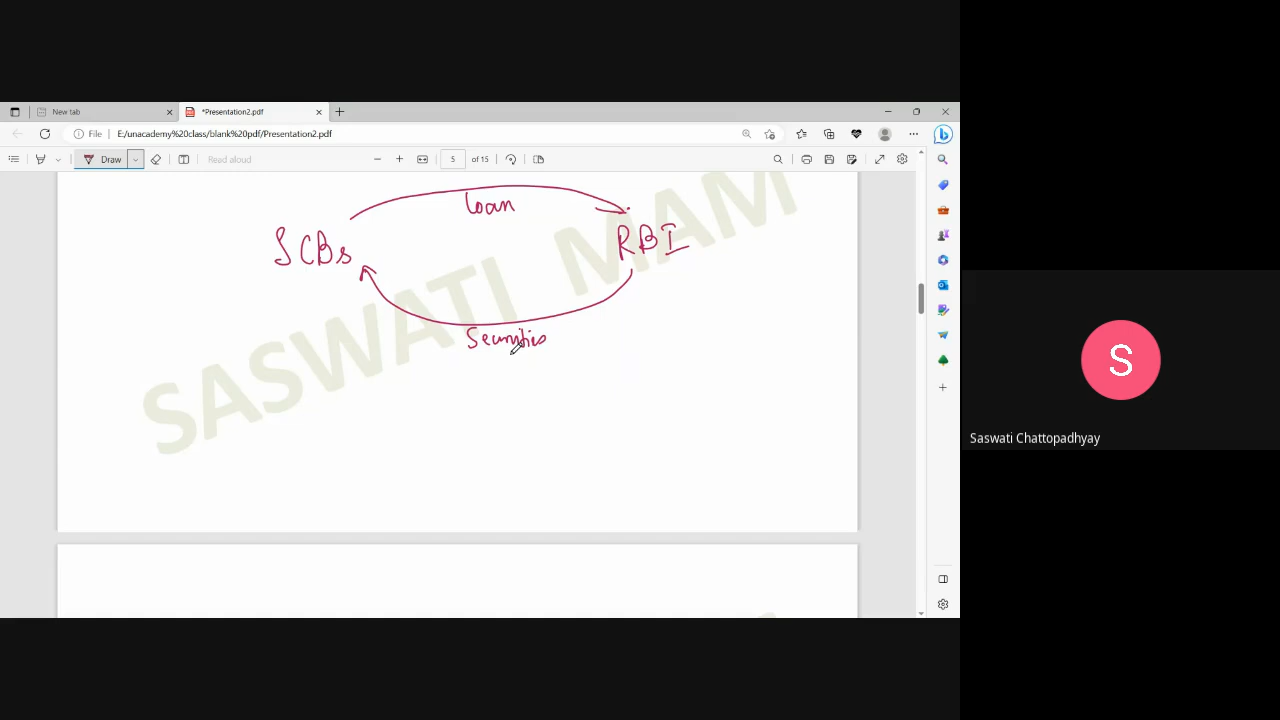 New tab
*Presentation2.pdf
File
E:/unacademy%20class/blank%20pdf/Presentation2.pdf
Draw
Read aloud
5
of 15
loan
SCBs
RBI
Securities
SASWATI MAM
S
Saswati Chattopadhyay